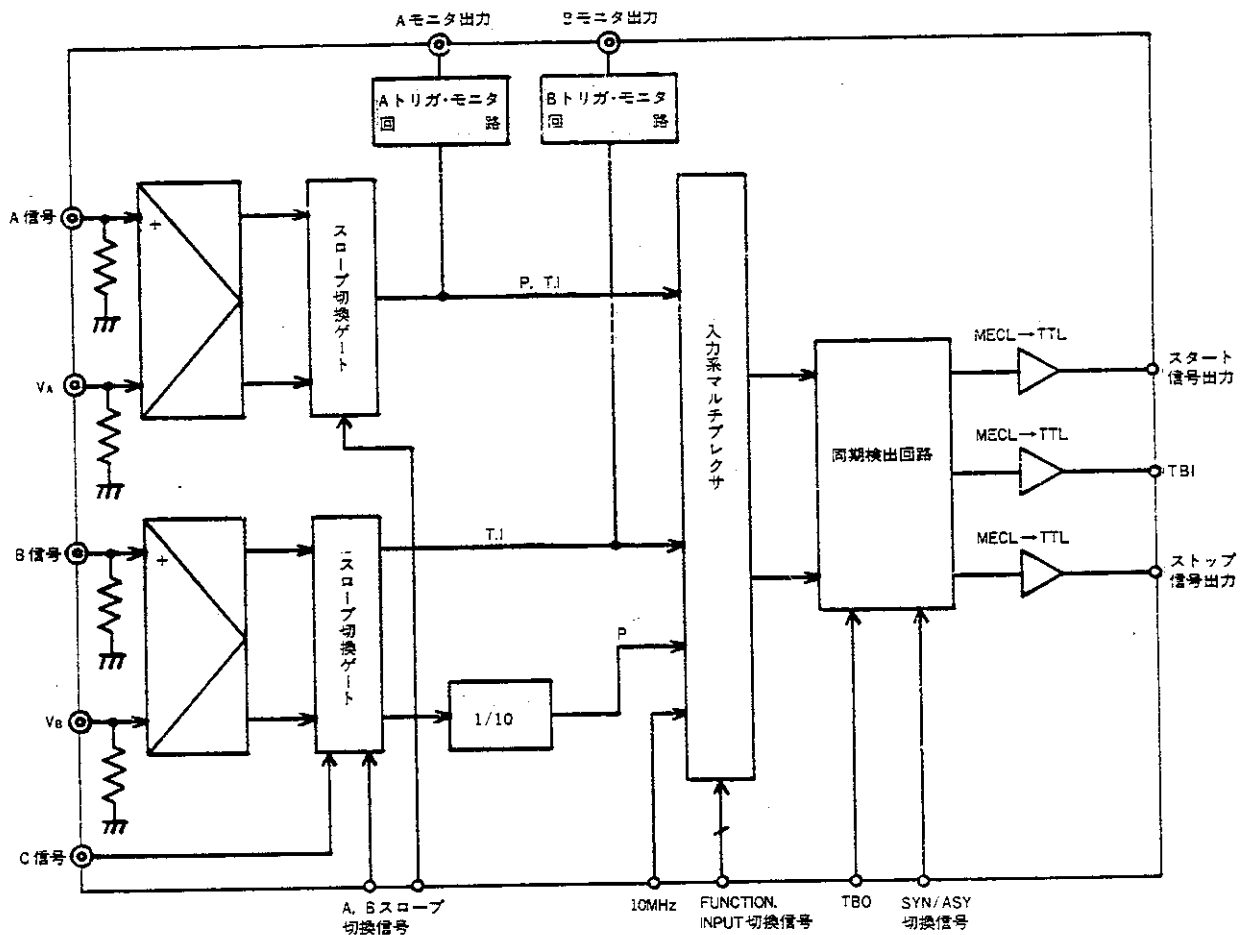 Aモニタ出力
Bモニタ出力
Aトリガ・モニタ
回路
Bトリガ・モニタ
回路
A信号
+
スロープ切換ゲート
P, T.I
入力系マルチプレクサ
VA
MECL→TTL
スタート
信号出力
同期検出回路
MECL→TTL
TBI
B信号
+
スロープ切換ゲート
T.I
MECL→TTL
ストップ
信号出力
P
VB
1/10
C信号
A, Bスロープ
切換信号
10MHz
FUNCTION.
INPUT切換信号
TBO
SYN/ASY
切換信号